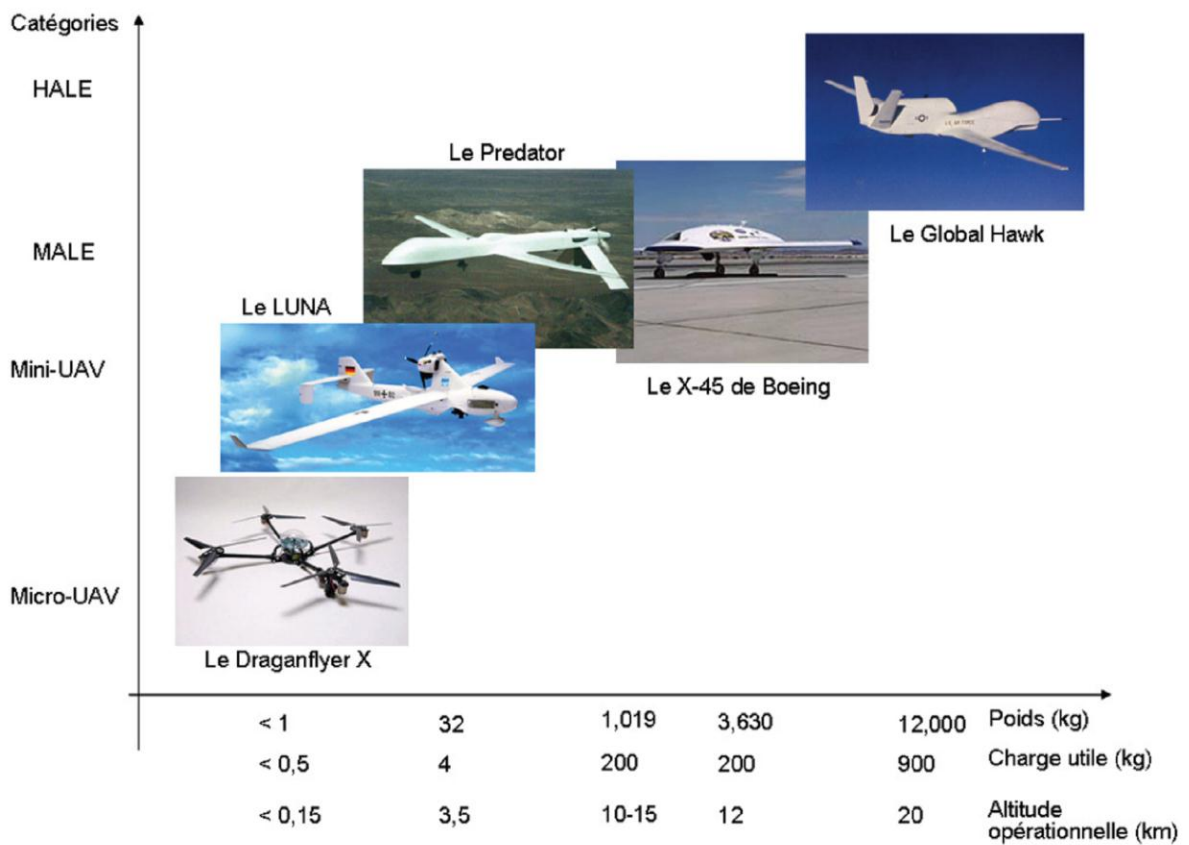 Catégories
HALE
Le Predator
U.S. AIR FORCE
Le Global Hawk
MALE
Le LUNA
Mini-UAV
Le X-45 de Boeing
Micro-UAV
Le Draganflyer X
< 1 32 1,019 3,630 12,000 Poids (kg)
< 0,5 4 200 200 900 Charge utile (kg)
< 0,15 3,5 10-15 12 20 Altitude
opérationnelle (km)